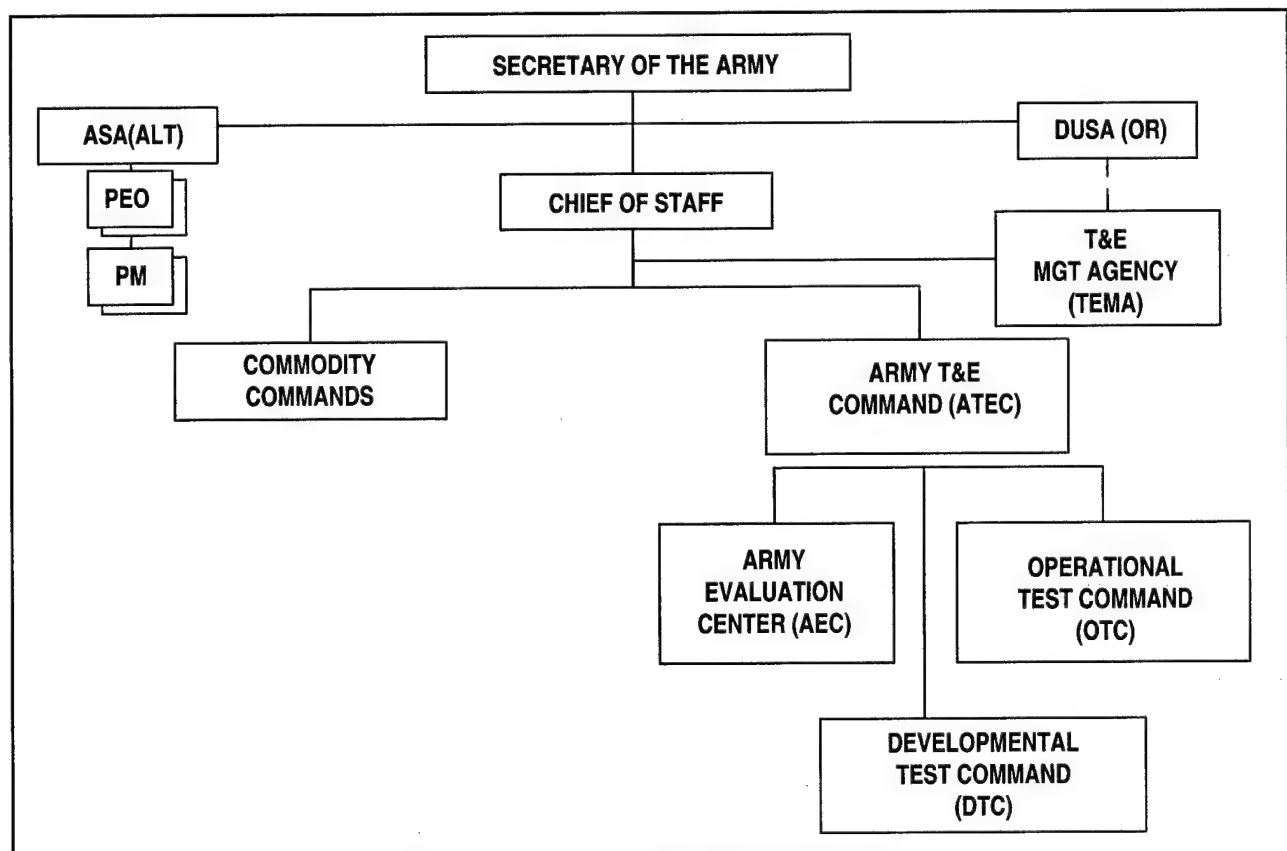 SECRETARY OF THE ARMY
ASA(ALT)
DUSA (OR)
PEO
CHIEF OF STAFF
PM
T&E
MGT AGENCY
(TEMA)
COMMODITY
COMMANDS
ARMY T&E
COMMAND (ATEC)
ARMY
EVALUATION
CENTER (AEC)
OPERATIONAL
TEST COMMAND
(OTC)
DEVELOPMENTAL
TEST COMMAND
(DTC)